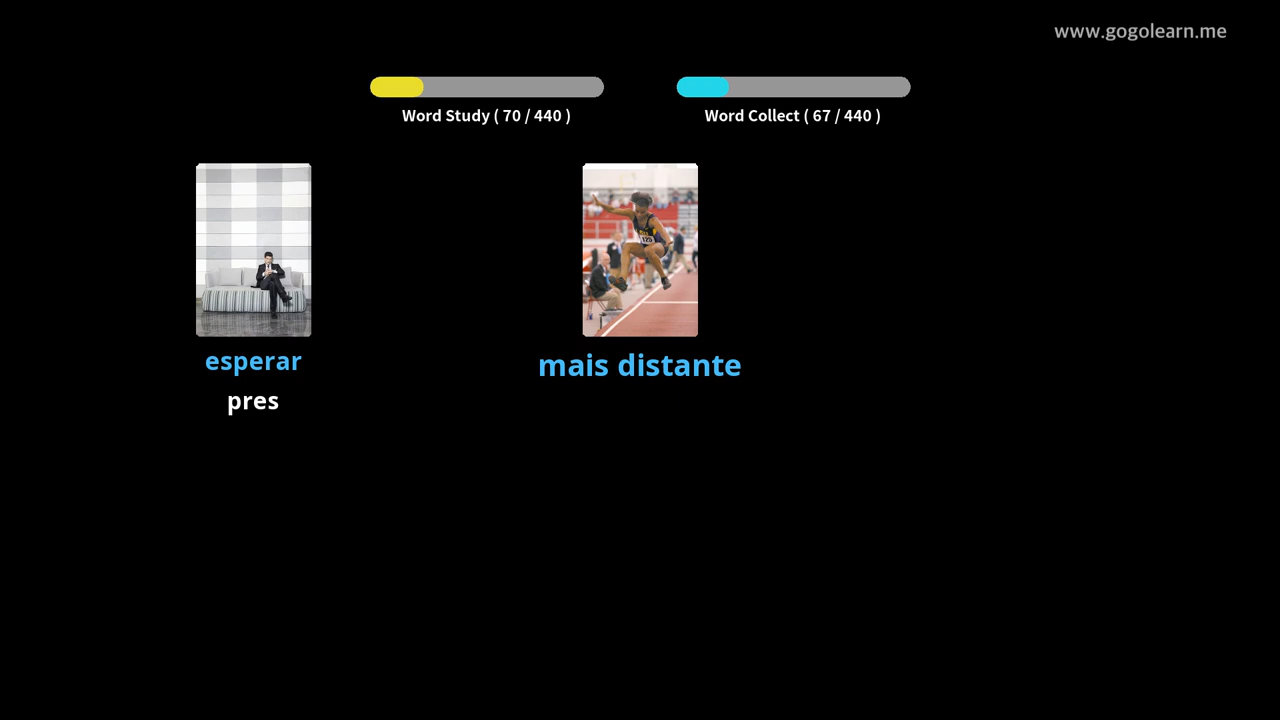 www.gogolearn.me
Word Study ( 70 / 440 )
Word Collect ( 67 / 440 )
esperar
pres
mais distante